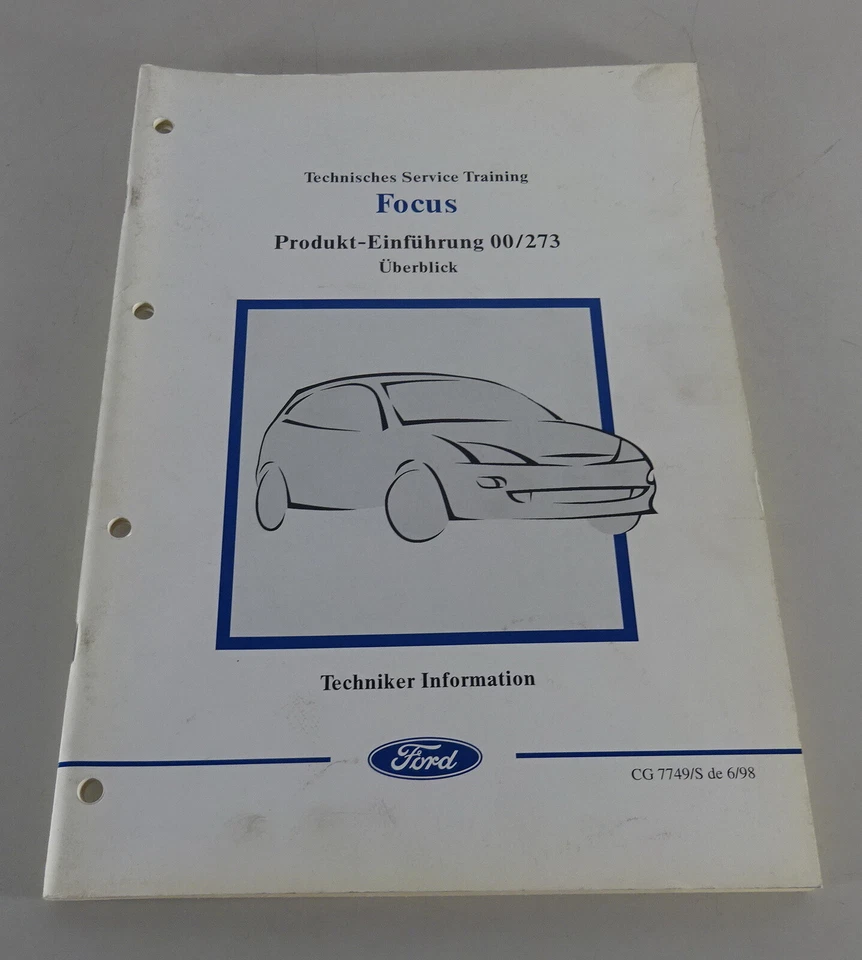 Technisches Service Training
Focus
Produkt-Einführung 00/273
Überblick
Techniker Information
Ford
CG 7749/S de 6/98